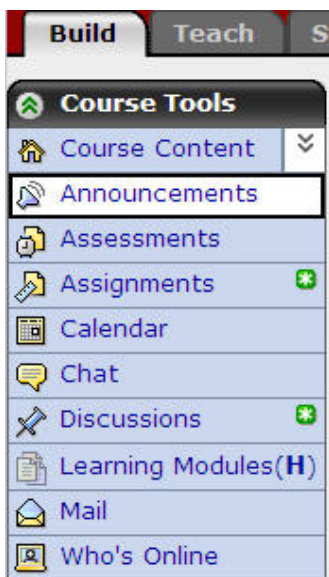 Build Teach S
Course Tools
Course Content
Announcements
Assessments
Assignments
Calendar
Chat
Discussions
Learning Modules(H)
Mail
Who's Online